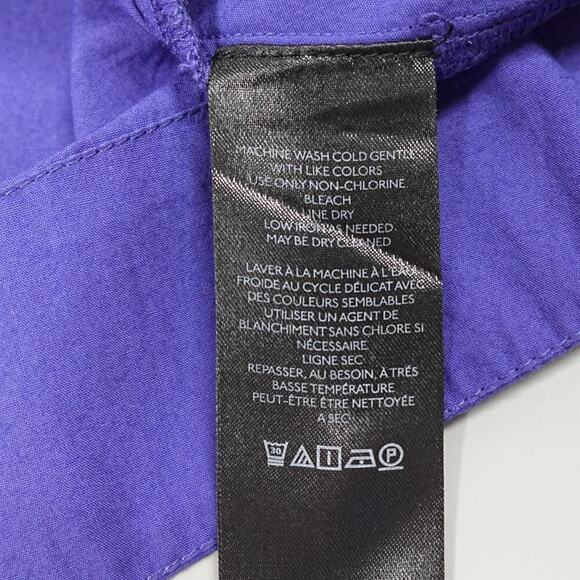 MACHINE WASH COLD GENTLE
WITH LIKE COLORS
USE ONLY NON-CHLORINE
BLEACH
LINE DRY
LOW IRON AS NEEDED.
MAY BE DRY CLEANED
LAVER À LA MACHINE À L'EAU
FROIDE AU CYCLE DÉLICAT AVEC
DES COULEURS SEMBLABLES
UTILISER UN AGENT DE
BLANCHIMENT SANS CHLORE SI
NÉCESSAIRE
LIGNE SEC
REPASSER, AU BESOIN, À TRÉS
BASSE TEMPÉRATURE
PEUT-ÊTRE ÊTRE NETTOYÉE
A SEC
30 P